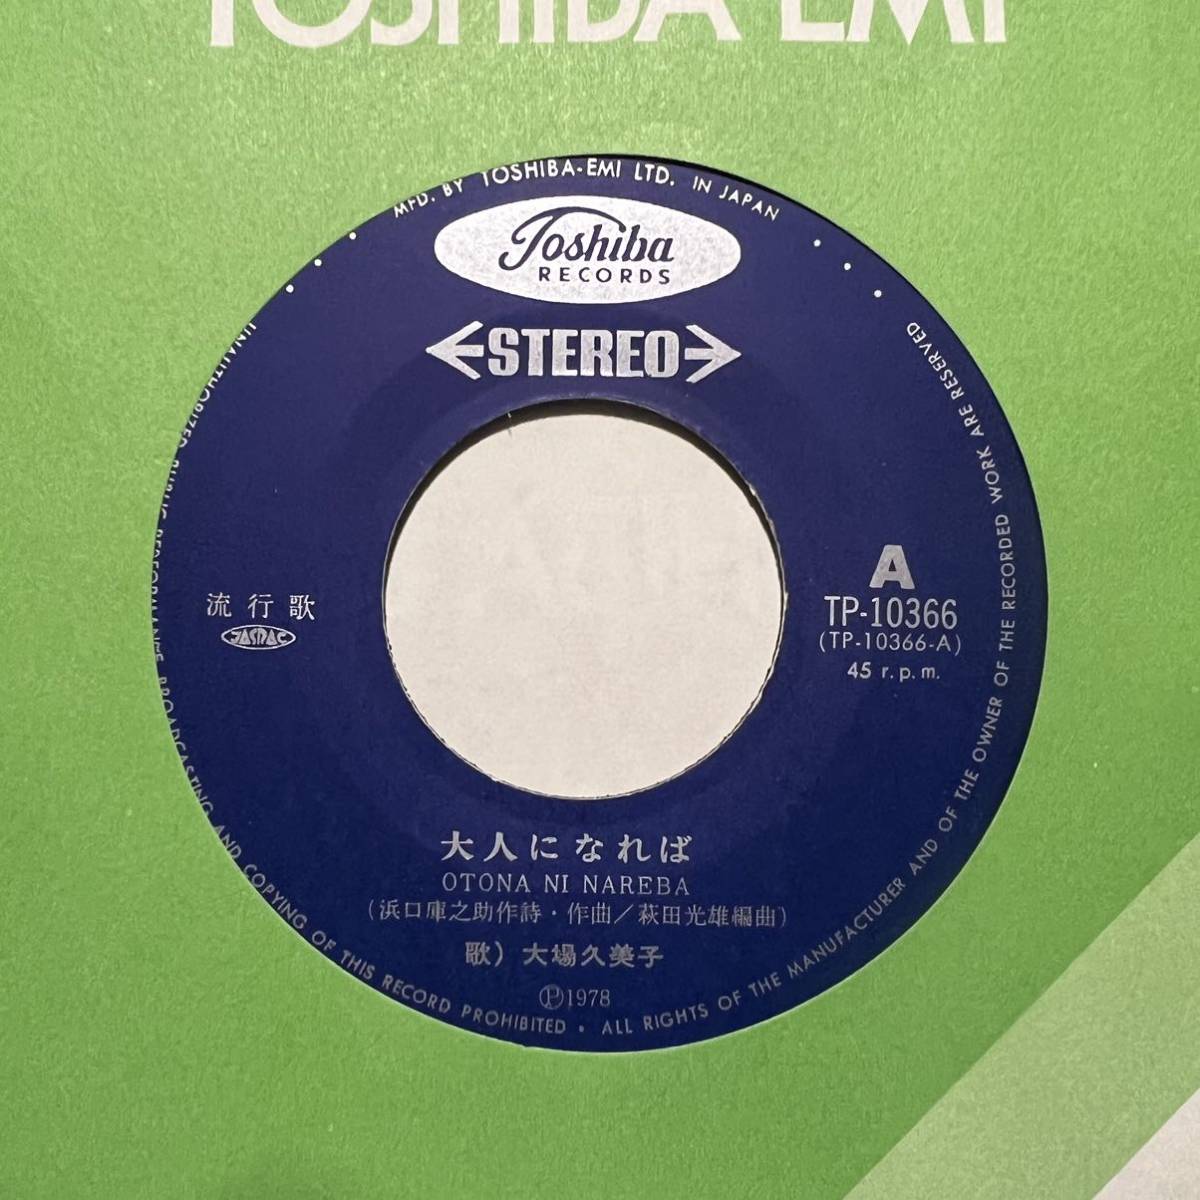 TOSHIBA EMI
MFD. BY TOSHIBA-EMI LTD. IN JAPAN
Toshiba
RECORDS
STEREO
流行歌
JASRAC
A
TP-10366
(TP-10366-A)
45 r.p.m.
大人になれば
OTONA NI NAREBA
(浜口庫之助作詩・作曲/萩田光雄編曲)
歌) 大場久美子
Ⓟ1978
UNAUTHORIZED PUBLIC PERFORMANCE BROADCASTING AND COPYING OF THIS RECORD PROHIBITED • ALL RIGHTS OF THE MANUFACTURER AND OF THE OWNER OF THE RECORDED WORK ARE RESERVED